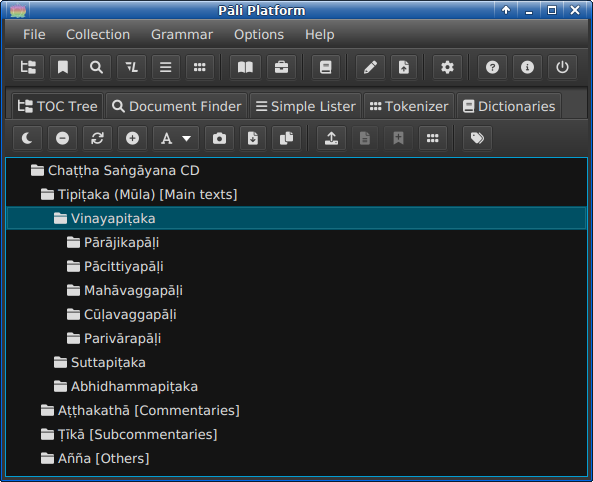 Pāli Platform
File Collection Grammar Options Help
TOC Tree Document Finder Simple Lister Tokenizer Dictionaries
A
Chaṭṭha Saṅgāyana CD
Tipiṭaka (Mūla) [Main texts]
Vinayapiṭaka
Pārājikapāḷi
Pācittiyapāḷi
Mahāvaggapāḷi
Cūḷavaggapāḷi
Parivārapāḷi
Suttapiṭaka
Abhidhammapiṭaka
Aṭṭhakathā [Commentaries]
Ṭīkā [Subcommentaries]
Añña [Others]